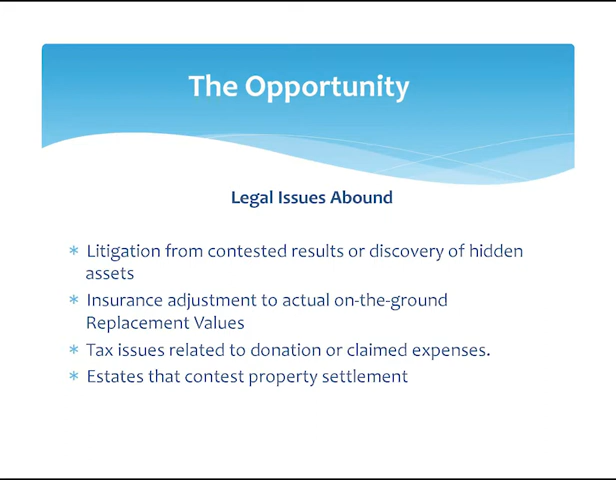 The Opportunity
Legal Issues Abound
* Litigation from contested results or discovery of hidden
assets
* Insurance adjustment to actual on-the-ground
Replacement Values
* Tax issues related to donation or claimed expenses.
* Estates that contest property settlement